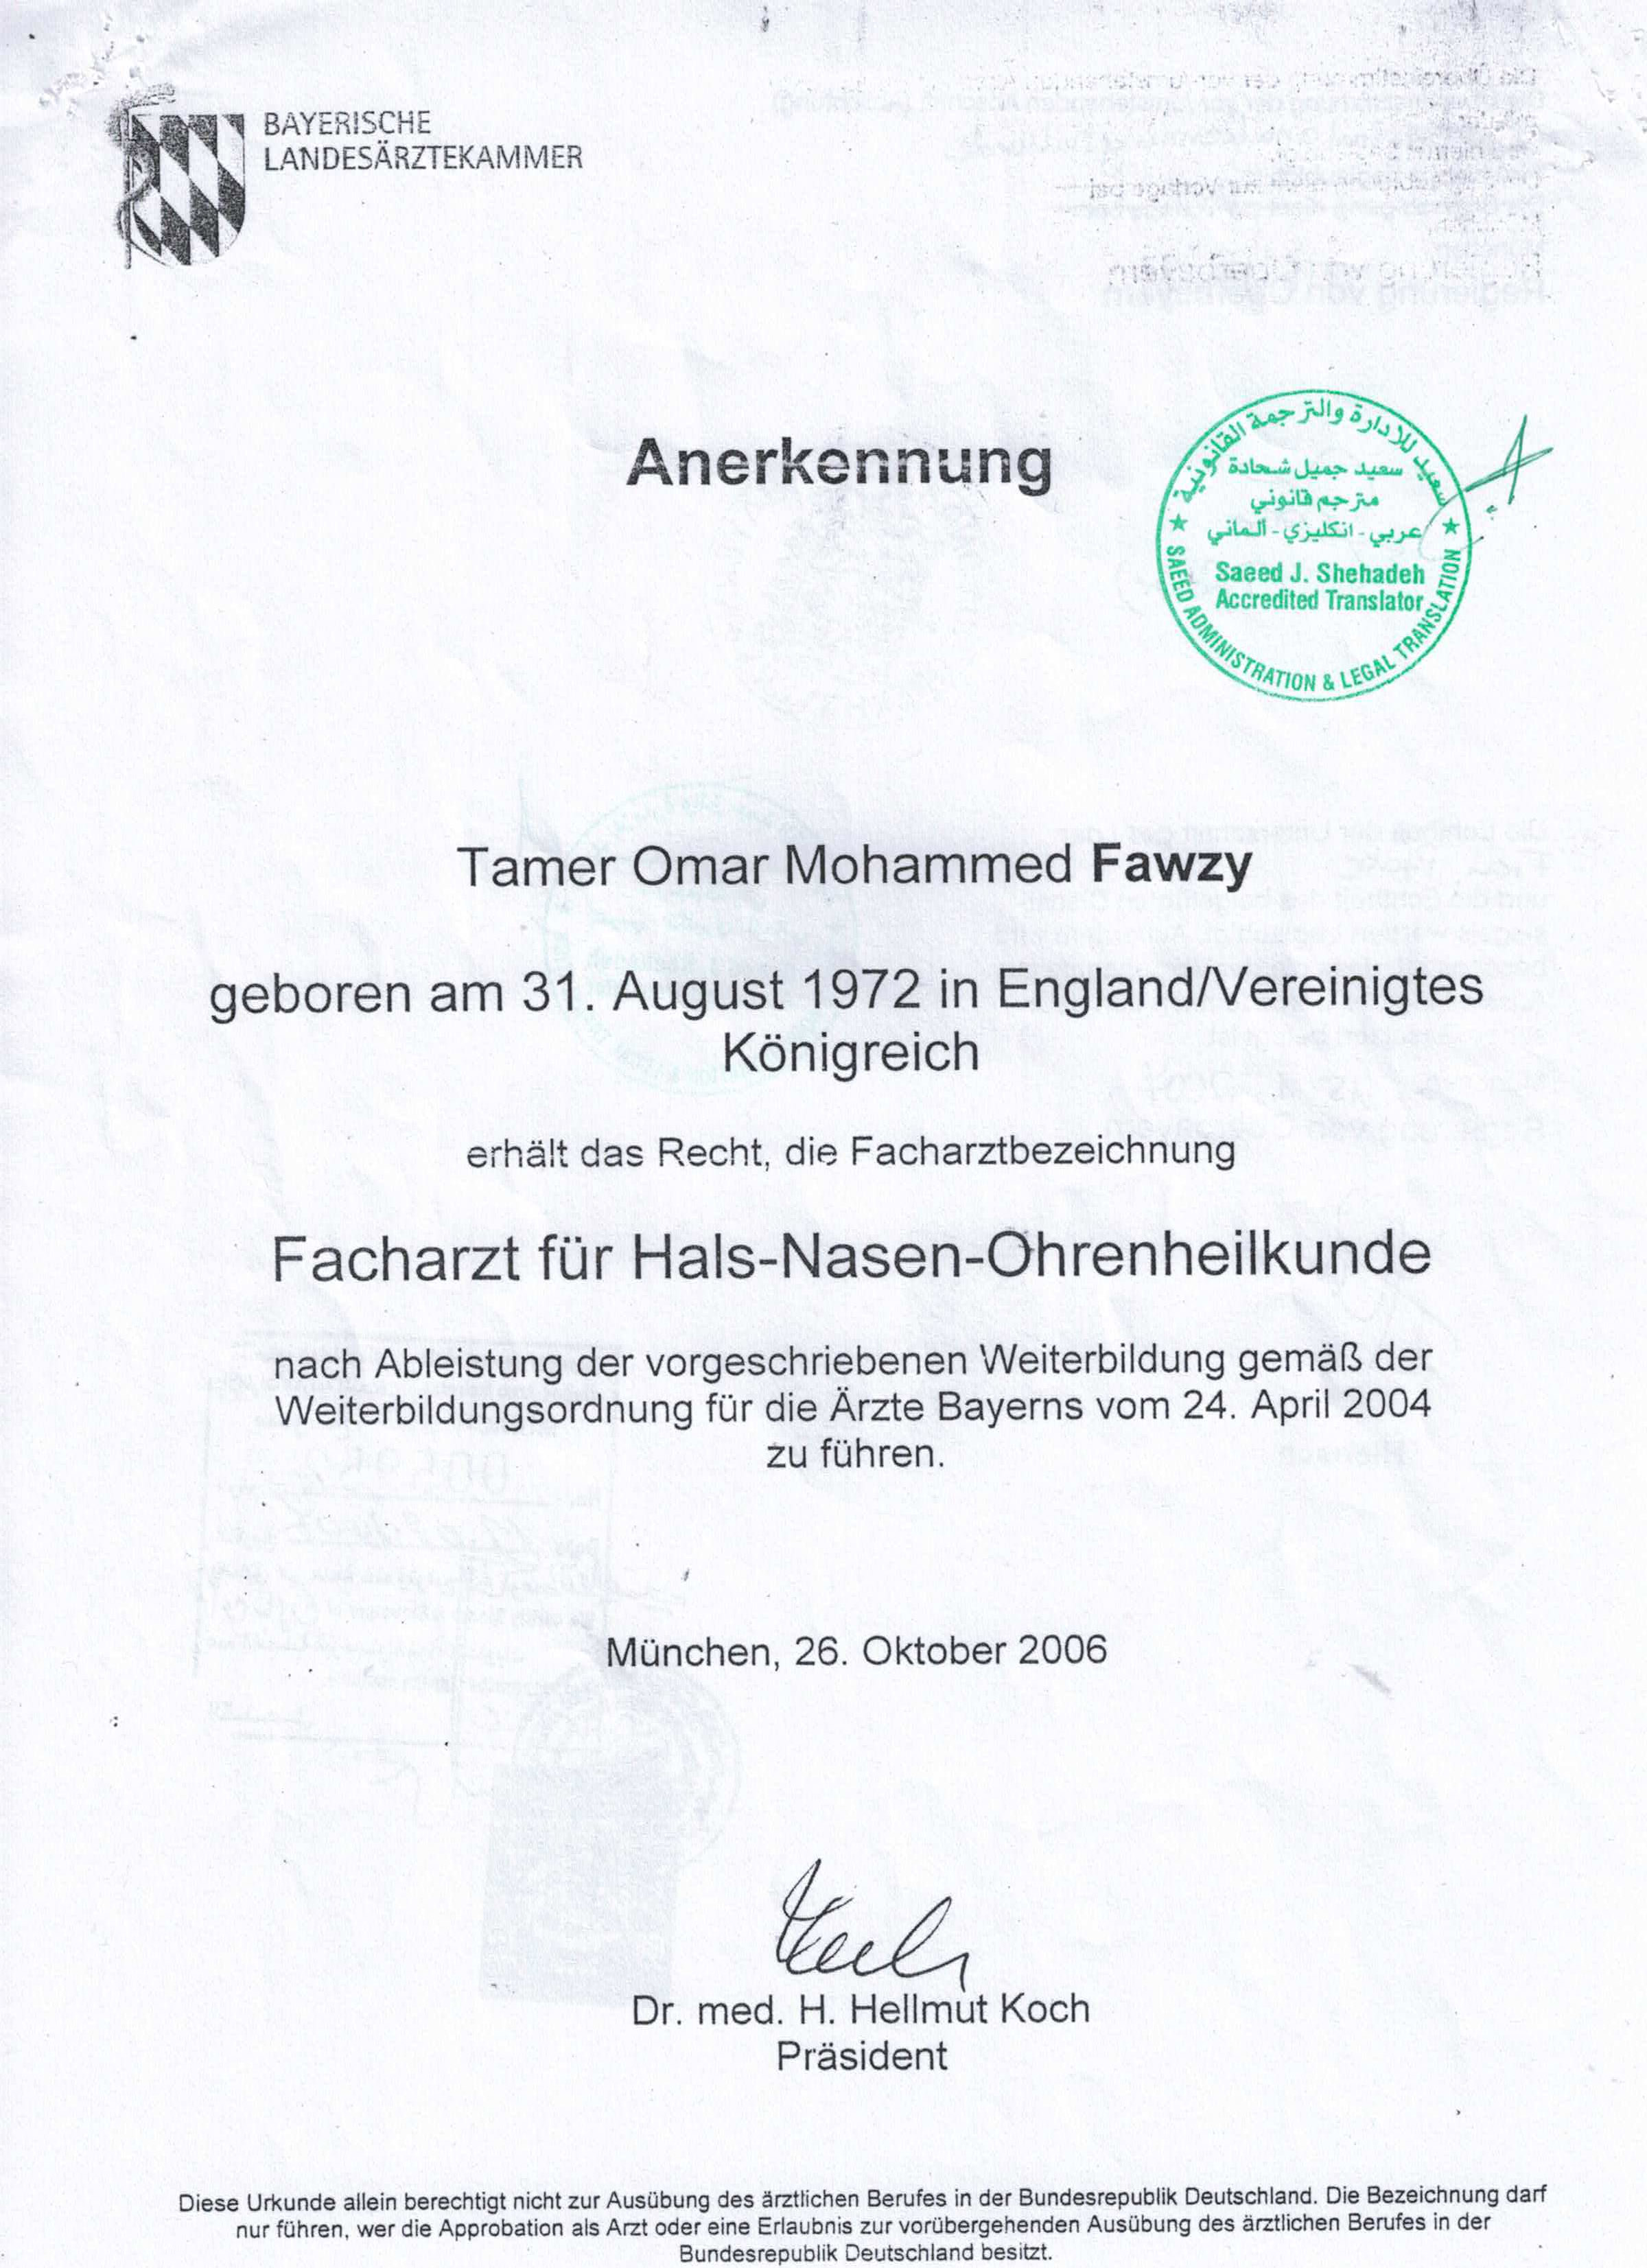 BAYERISCHE
LANDESÄRZTEKAMMER
Anerkennung
سعيد للادارة والترجمة القانونية
سعيد جميل شحادة
مترجم قانوني
عربي - انكليزي - الماني
Saeed J. Shehadeh
Accredited Translator
SAEED ADMINISTRATION & LEGAL TRANSLATION
Tamer Omar Mohammed Fawzy
geboren am 31. August 1972 in England/Vereinigtes
Königreich
erhält das Recht, die Facharztbezeichnung
Facharzt für Hals-Nasen-Ohrenheilkunde
nach Ableistung der vorgeschriebenen Weiterbildung gemäß der
Weiterbildungsordnung für die Ärzte Bayerns vom 24. April 2004
zu führen.
München, 26. Oktober 2006
Dr. med. H. Hellmut Koch
Präsident
Diese Urkunde allein berechtigt nicht zur Ausübung des ärztlichen Berufes in der Bundesrepublik Deutschland. Die Bezeichnung darf
nur führen, wer die Approbation als Arzt oder eine Erlaubnis zur vorübergehenden Ausübung des ärztlichen Berufes in der
Bundesrepublik Deutschland besitzt.